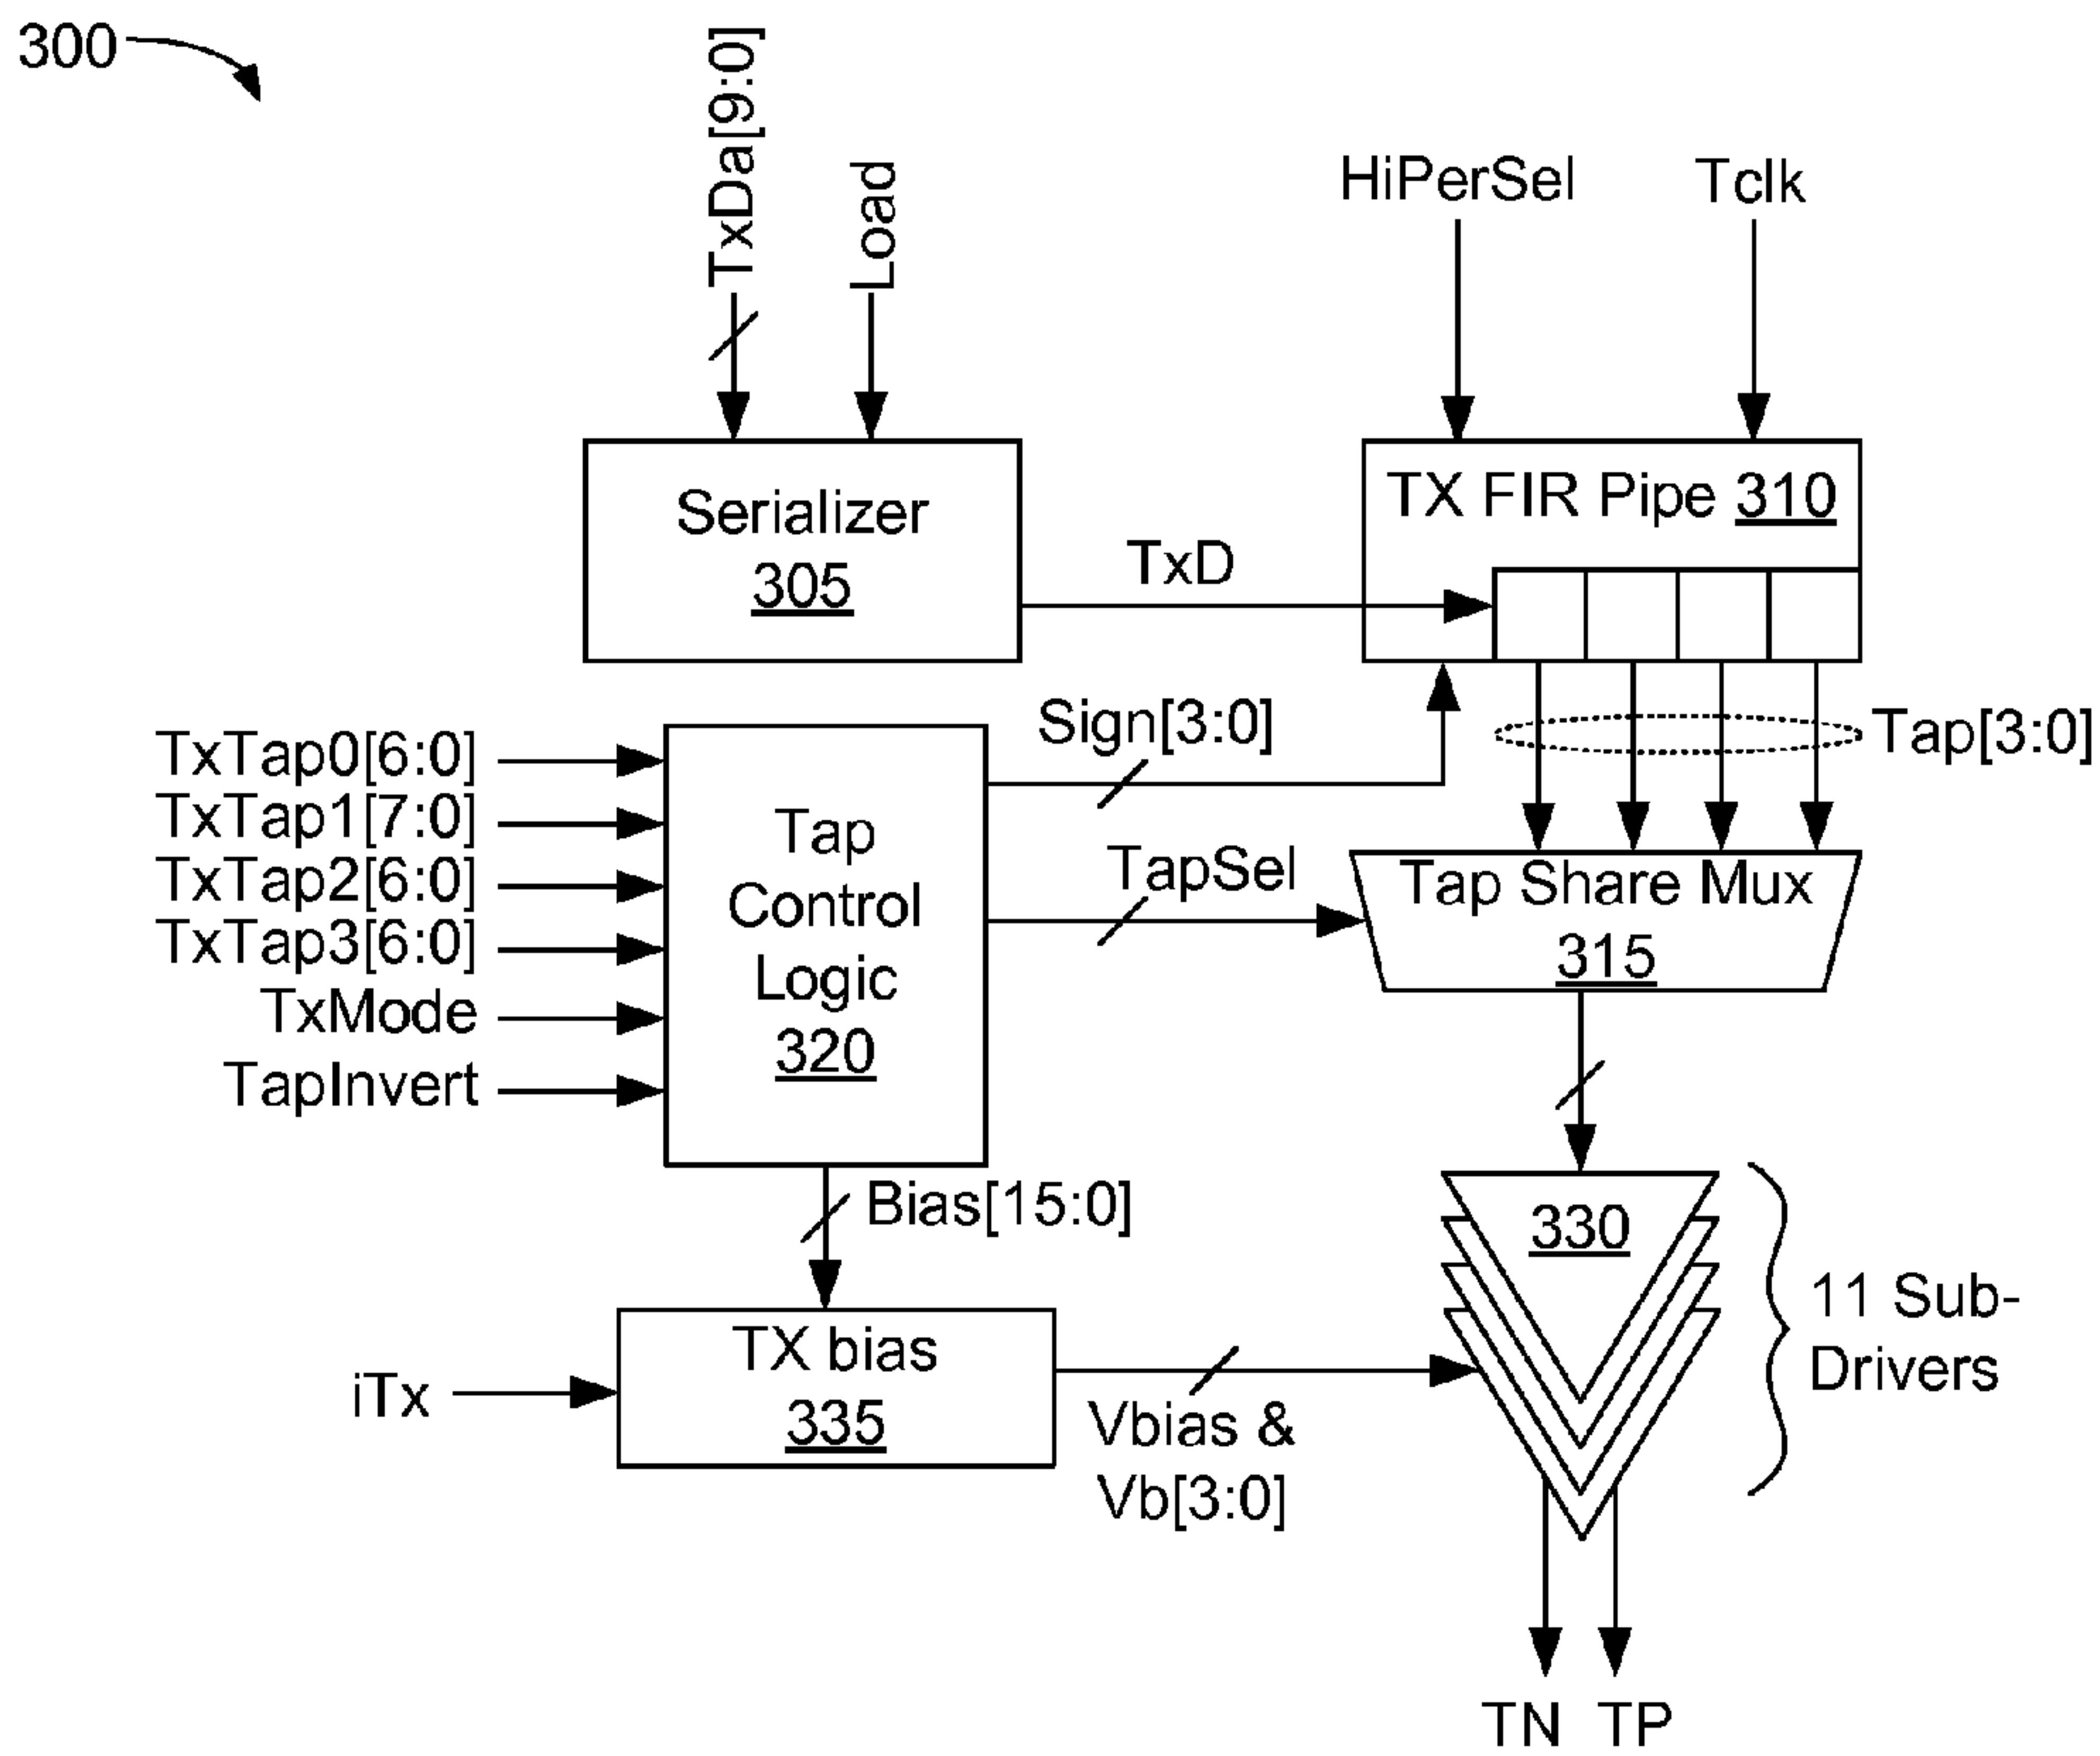 300
TxDa[9:0]
Load
HiPerSel
Tclk
Serializer
305
TX FIR Pipe 310
TxD
Sign[3:0]
Tap[3:0]
TxTap0[6:0]
TxTap1[7:0]
TxTap2[6:0]
TxTap3[6:0]
TxMode
TapInvert
Tap
Control
Logic
320
TapSel
Tap Share Mux
315
Bias[15:0]
330
11 Sub-
Drivers
iTx
TX bias
335
Vbias &
Vb[3:0]
TN
TP